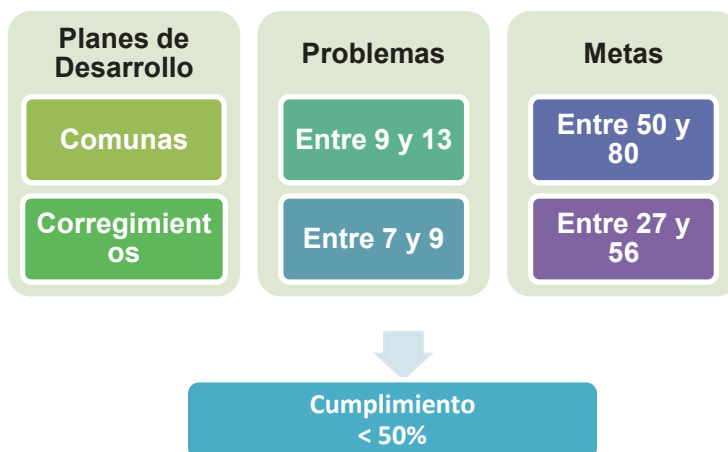 Planes de
Desarrollo
Comunas
Corregimient
os
Problemas
Entre 9 y 13
Entre 7 y 9
Metas
Entre 50 y
80
Entre 27 y
56
Cumplimiento
< 50%